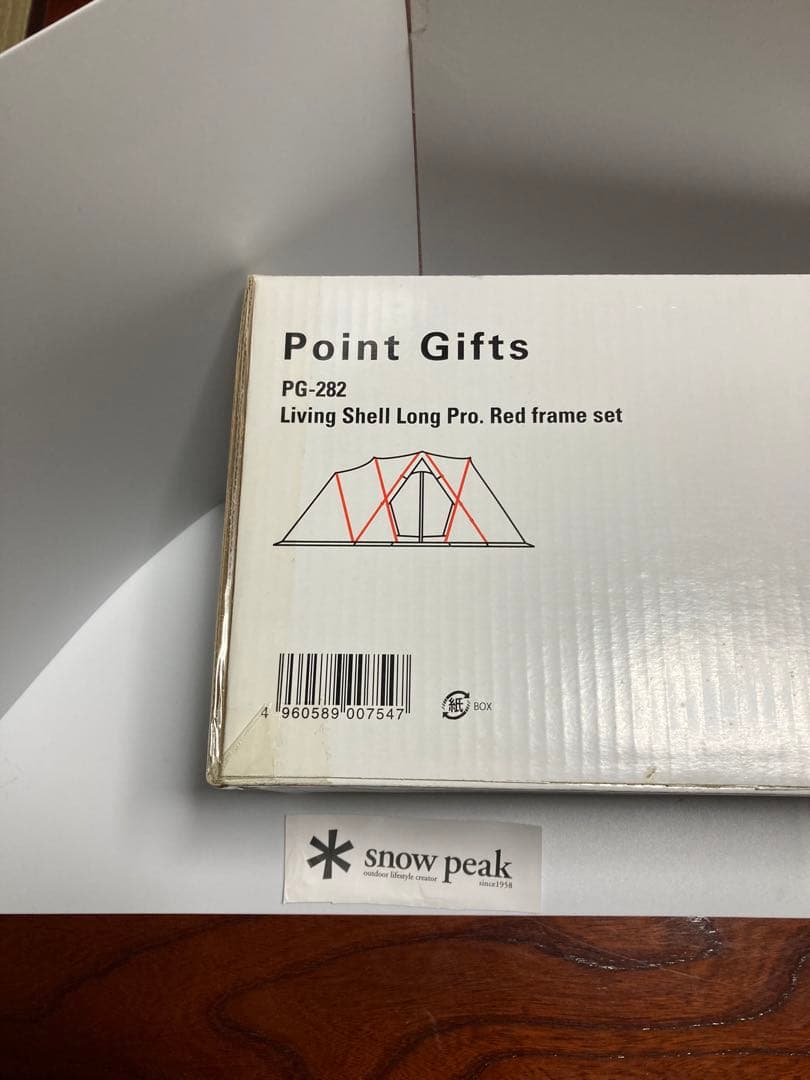 Point Gifts
PG-282
Living Shell Long Pro. Red frame set
4 960589 007547
紙 BOX
snow peak
outdoor lifestyle creator
since1958